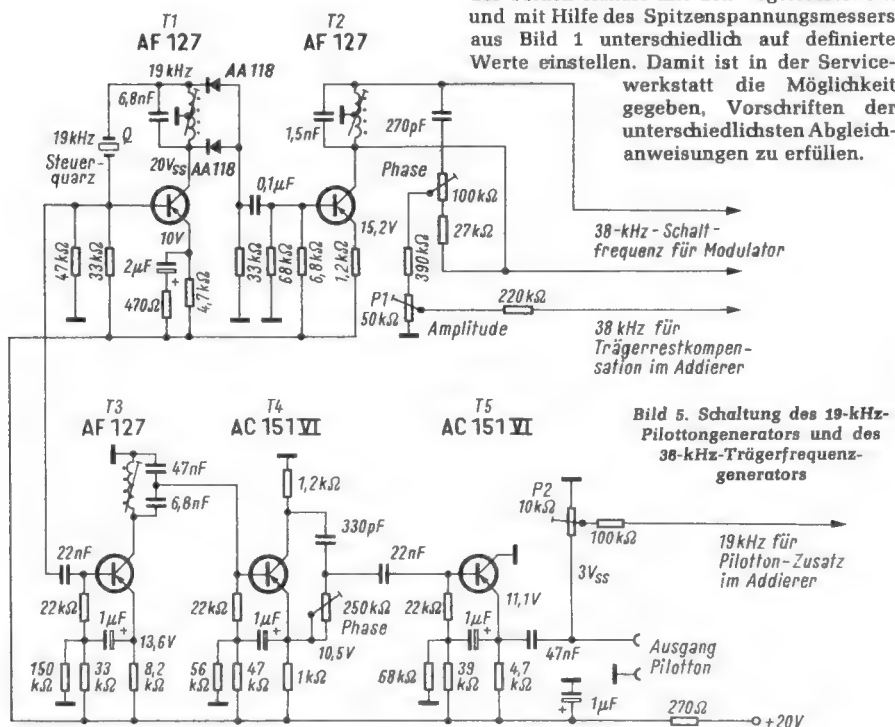 und mit Hilfe des Spitzenspannungsmessers
aus Bild 1 unterschiedlich auf definierte
Werte einstellen. Damit ist in der Service-
werkstatt die Möglichkeit
gegeben, Vorschriften der
unterschiedlichsten Abgleich-
anweisungen zu erfüllen.
T1
AF 127
T2
AF 127
19 kHz
AA 118
6,8nF
19kHz
Q
Steuer-
quarz
20Vss
AA118
1,5nF
270pF
Phase
100kΩ
27kΩ
0,1µF
10V
15,2V
47kΩ
33kΩ
2µF
+
470Ω
4,7kΩ
33kΩ
68kΩ
6,8kΩ
1,2kΩ
390kΩ
P1
50kΩ
Amplitude
220kΩ
38-kHz-Schalt-
frequenz für Modulator
38 kHz für
Trägerrestkompen-
sation im Addierer
T3
AF 127
T4
AC 151 VI
T5
AC 151 VI
Bild 5. Schaltung des 19-kHz-
Pilottongenerators und des
38-kHz-Trägerfrequenz-
generators
47nF
6,8nF
1,2kΩ
330pF
P2
10kΩ
100kΩ
19kHz für
Pilotton-Zusatz
im Addierer
22nF
22nF
3Vss
22kΩ
1µF
+
13,6V
22kΩ
1µF
+
250kΩ
Phase
10,5V
22kΩ
1µF
+
11,1V
47nF
Ausgang
Pilotton
150
kΩ
33
kΩ
8,2
kΩ
56
kΩ
47
kΩ
1kΩ
68kΩ
39
kΩ
4,7
kΩ
+
1µF
270Ω
+20V